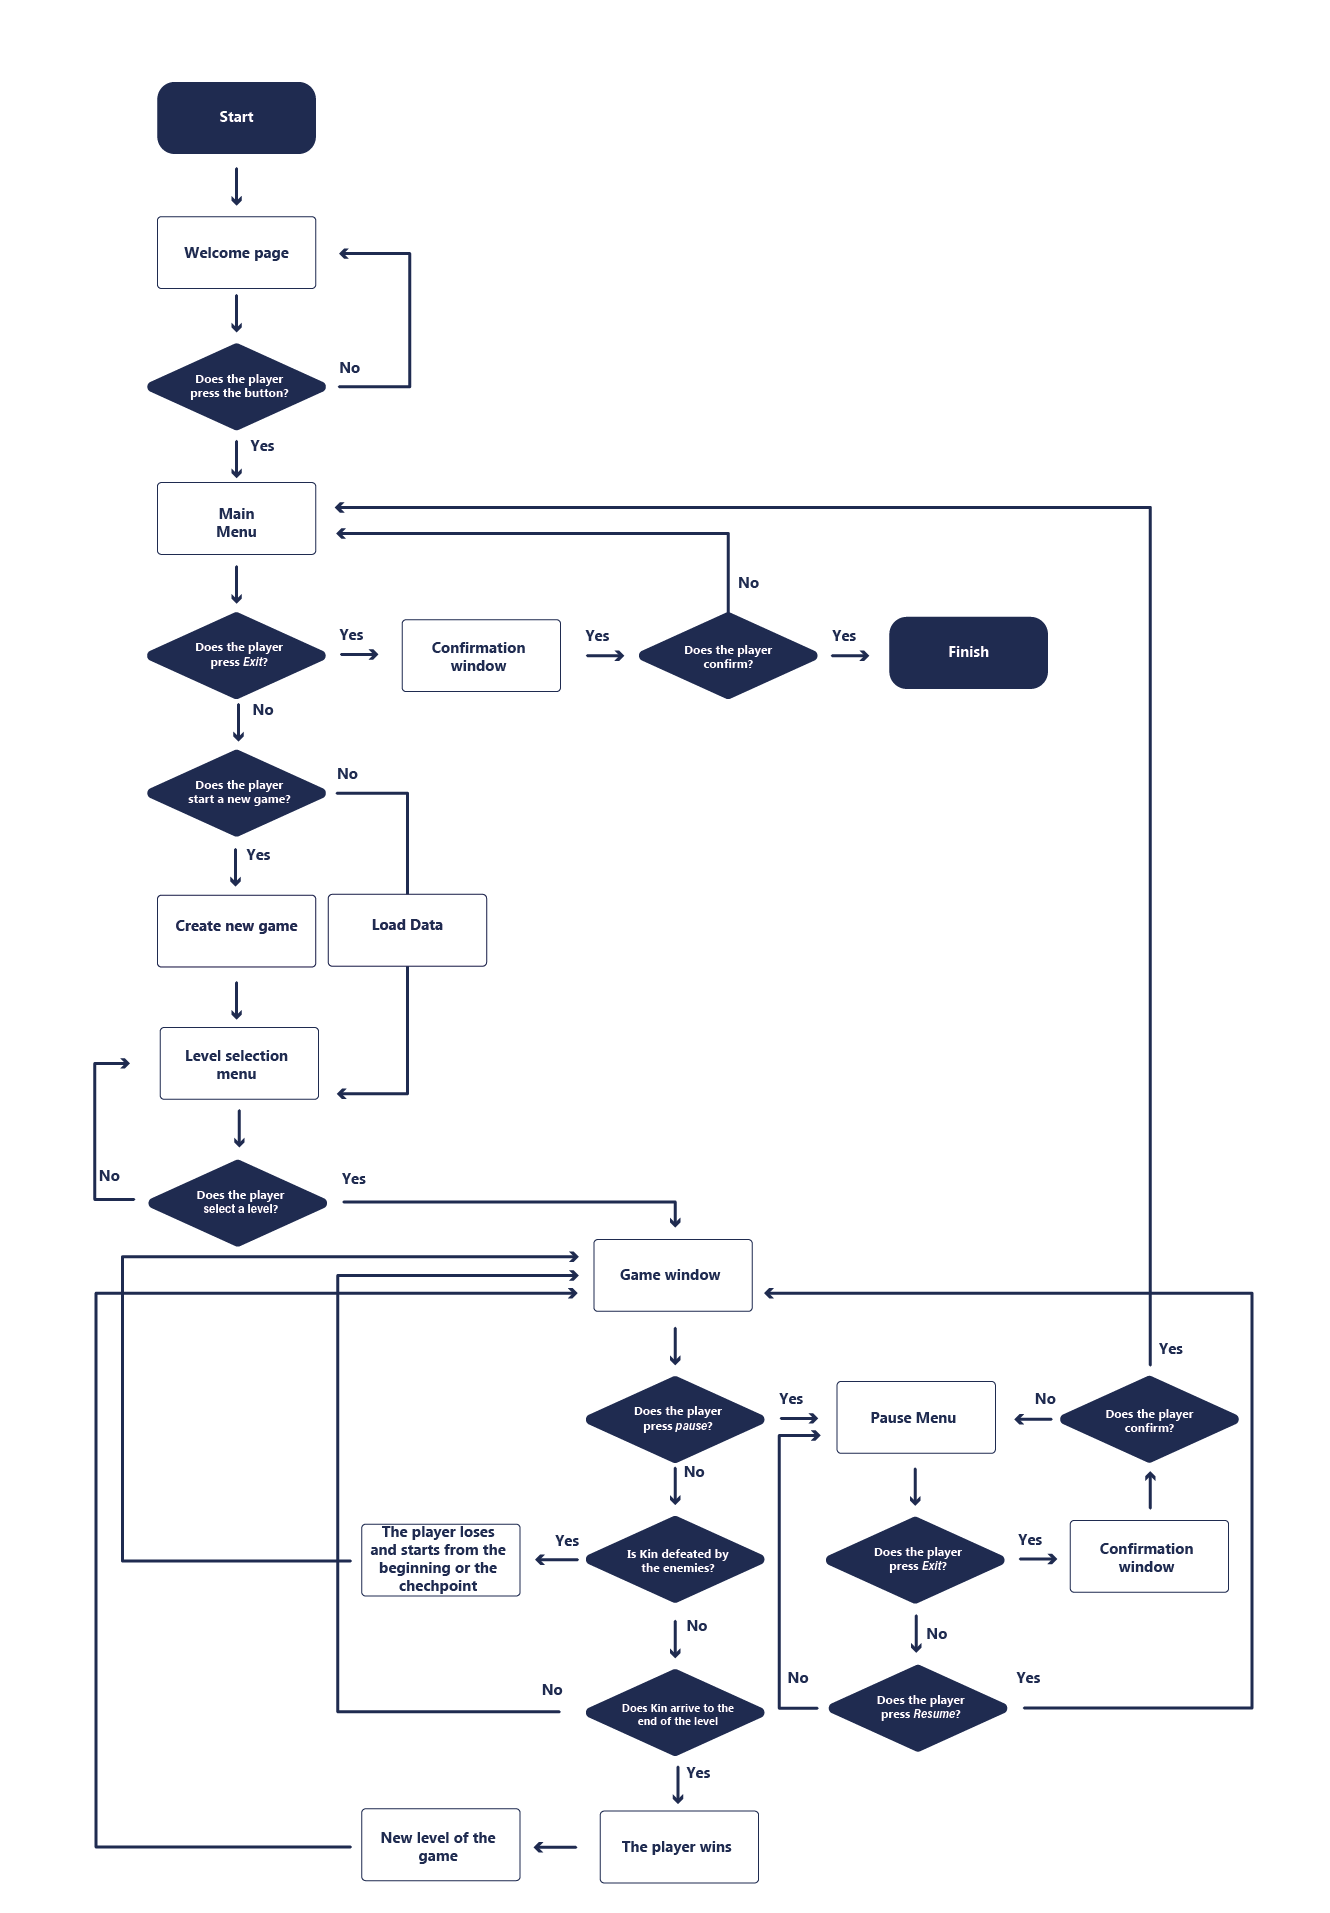 Start
Welcome page
No
Does the player
press the button?
Yes
Main
Menu
No
Does the player
press Exit?
Yes
Confirmation
window
Yes
Does the player
confirm?
Yes
Finish
No
Does the player
start a new game?
No
Yes
Create new game
Load Data
Level selection
menu
No
Does the player
select a level?
Yes
Game window
Yes
Does the player
press pause?
Yes
Pause Menu
No
Does the player
confirm?
No
The player loses
and starts from the
beginning or the
chechpoint
Yes
Is Kin defeated by
the enemies?
Does the player
press Exit?
Yes
Confirmation
window
No
No
No
Does Kin arrive to the
end of the level
No
Does the player
press Resume?
Yes
Yes
New level of the
game
The player wins